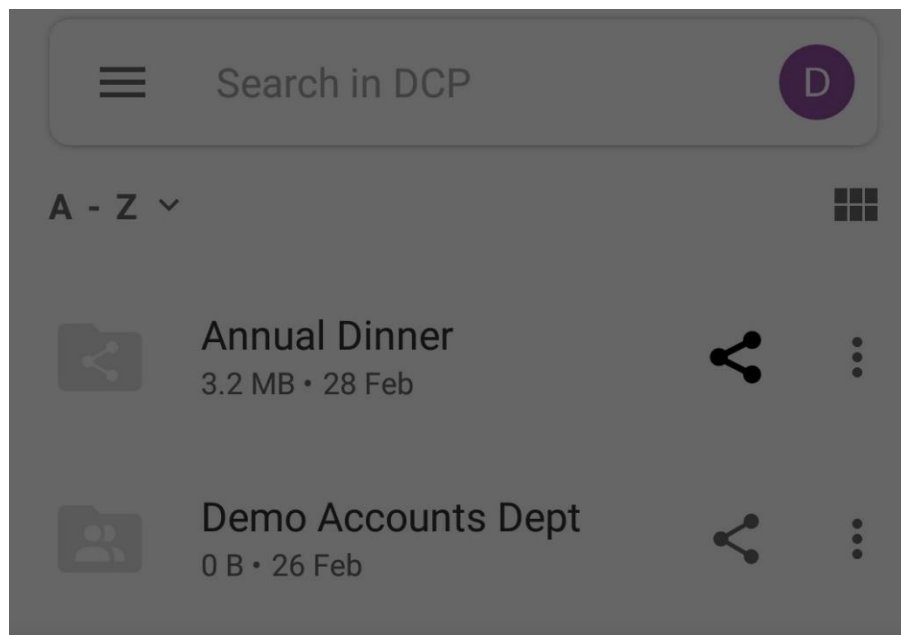 Search in DCP
D
A - Z
Annual Dinner
3.2 MB • 28 Feb
Demo Accounts Dept
0 B • 26 Feb